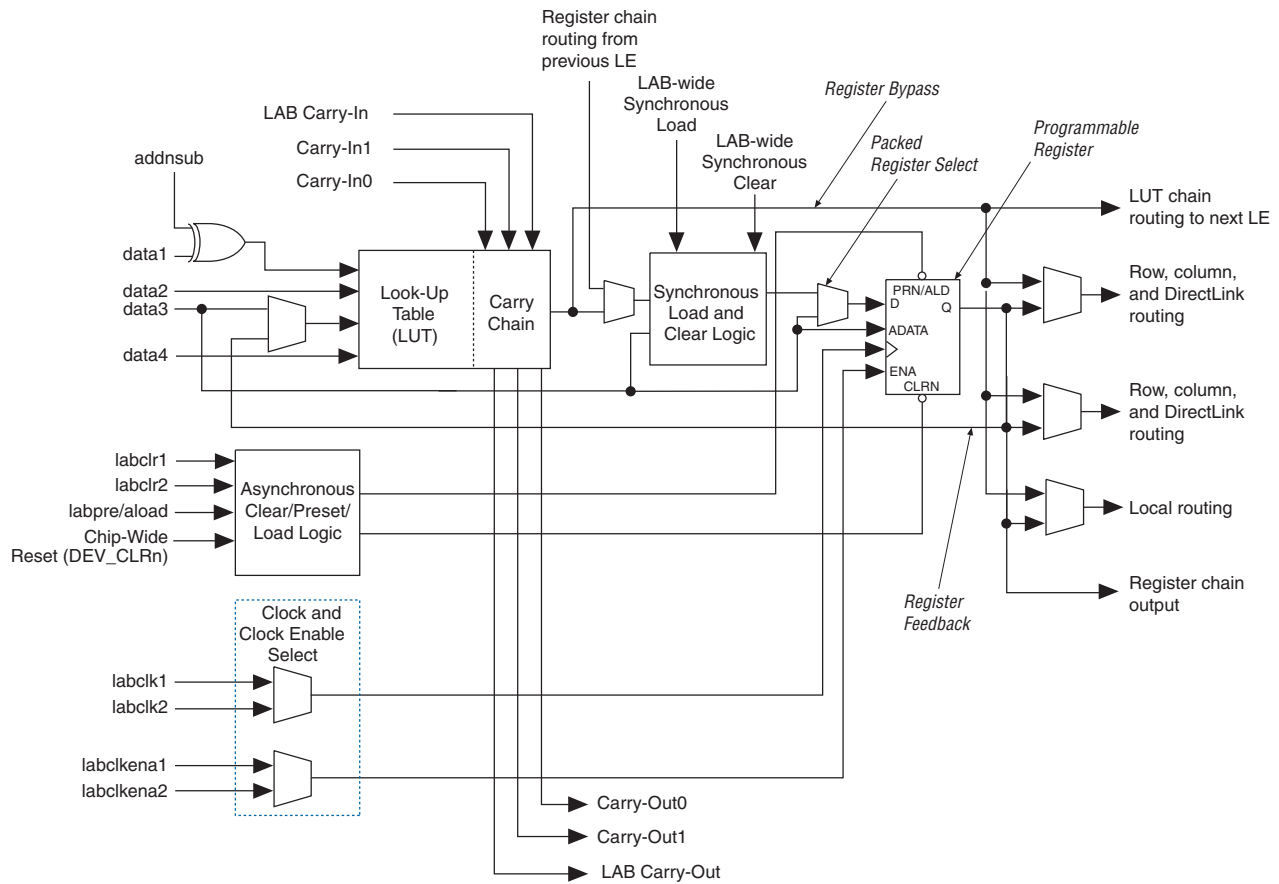 Register chain
routing from
previous LE
LAB-wide
Synchronous
Load
LAB-wide
Synchronous
Clear
Register Bypass
Packed
Register Select
Programmable
Register
LAB Carry-In
Carry-In1
Carry-In0
addnsub
data1
data2
data3
data4
Look-Up
Table
(LUT)
Carry
Chain
Synchronous
Load and
Clear Logic
PRN/ALD
D
Q
ADATA
ENA
CLRN
LUT chain
routing to next LE
Row, column,
and DirectLink
routing
Row, column,
and DirectLink
routing
Local routing
Register chain
output
Register
Feedback
labclr1
labclr2
labpre/aload
Chip-Wide
Reset (DEV_CLRn)
Asynchronous
Clear/Preset/
Load Logic
Clock and
Clock Enable
Select
labclk1
labclk2
labclkena1
labclkena2
Carry-Out0
Carry-Out1
LAB Carry-Out